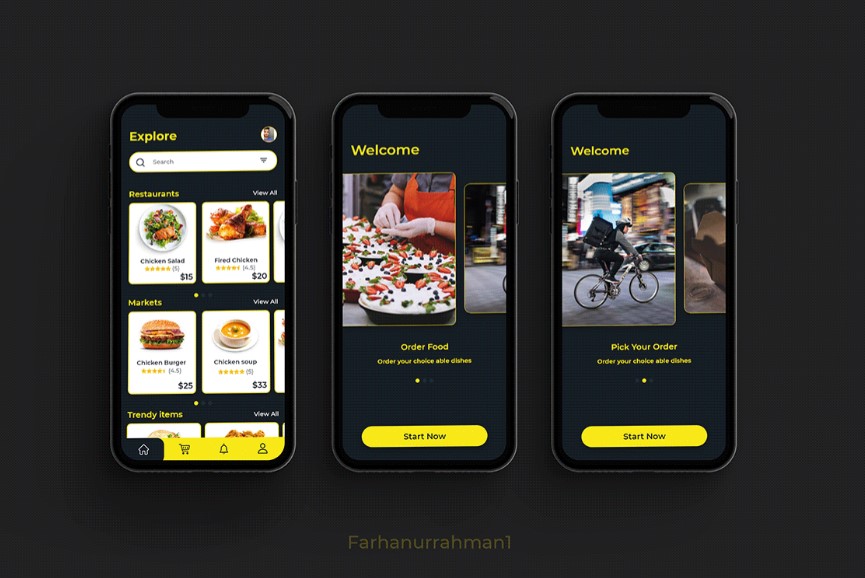 Explore
Search
Restaurants View All
Chicken Salad
(5)
$15
Fired Chicken
(4.5)
$20
Markets View All
Chicken Burger
(4.5)
$25
Chicken soup
(5)
$33
Trendy items View All
Welcome
Order Food
Order your choice able dishes
Start Now
Welcome
Pick Your Order
Order your choice able dishes
Start Now
Farhanurrahman1